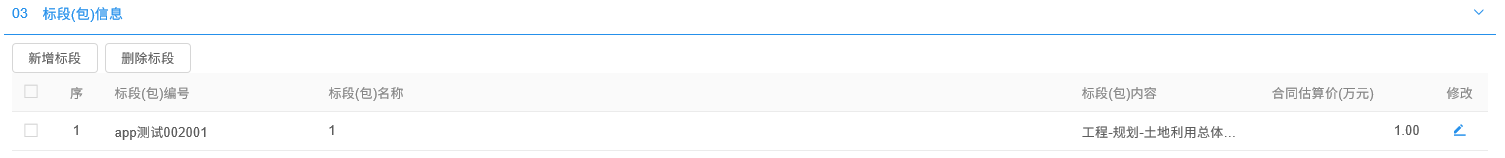 03 标段(包)信息
新增标段 删除标段
序 标段(包)编号 标段(包)名称 标段(包)内容 合同估算价(万元) 修改
1 app测试002001 1 工程-规划-土地利用总体... 1.00